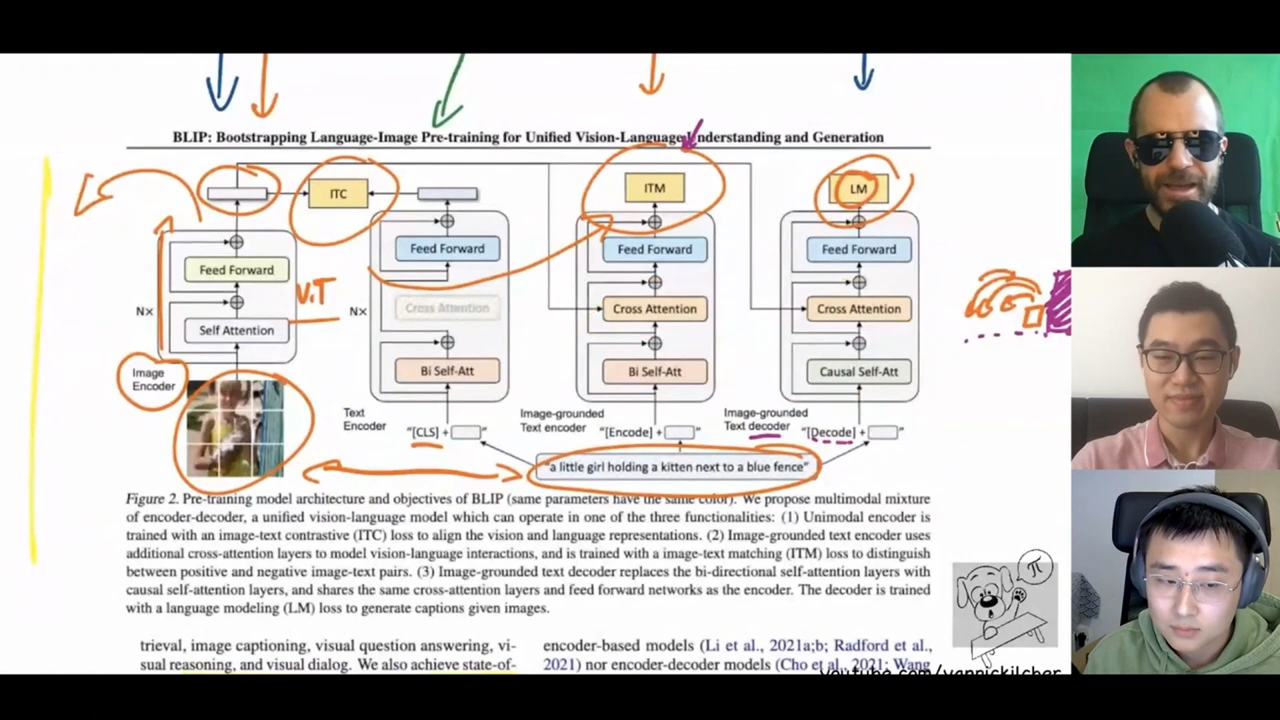 BLIP: Bootstrapping Language-Image Pre-training for Unified Vision-Language Understanding and Generation
ITC
ITM
LM
Feed Forward
Feed Forward
Feed Forward
Feed Forward
ViT
N×
Self Attention
N×
Cross Attention
Cross Attention
Cross Attention
Bi Self-Att
Bi Self-Att
Causal Self-Att
Image
Encoder
Text
Encoder
"[CLS] + "
Image-grounded
Text encoder
"[Encode] + "
Image-grounded
Text decoder
"[Decode] + "
"a little girl holding a kitten next to a blue fence"
Figure 2. Pre-training model architecture and objectives of BLIP (same parameters have the same color). We propose multimodal mixture
of encoder-decoder, a unified vision-language model which can operate in one of the three functionalities: (1) Unimodal encoder is
trained with an image-text contrastive (ITC) loss to align the vision and language representations. (2) Image-grounded text encoder uses
additional cross-attention layers to model vision-language interactions, and is trained with a image-text matching (ITM) loss to distinguish
between positive and negative image-text pairs. (3) Image-grounded text decoder replaces the bi-directional self-attention layers with
causal self-attention layers, and shares the same cross-attention layers and feed forward networks as the encoder. The decoder is trained
with a language modeling (LM) loss to generate captions given images.
π
trieval, image captioning, visual question answering, vi-
sual reasoning, and visual dialog. We also achieve state-of-
encoder-based models (Li et al., 2021a;b; Radford et al.,
2021) nor encoder-decoder models (Cho et al., 2021; Wang
youtube.com/yannickilcher